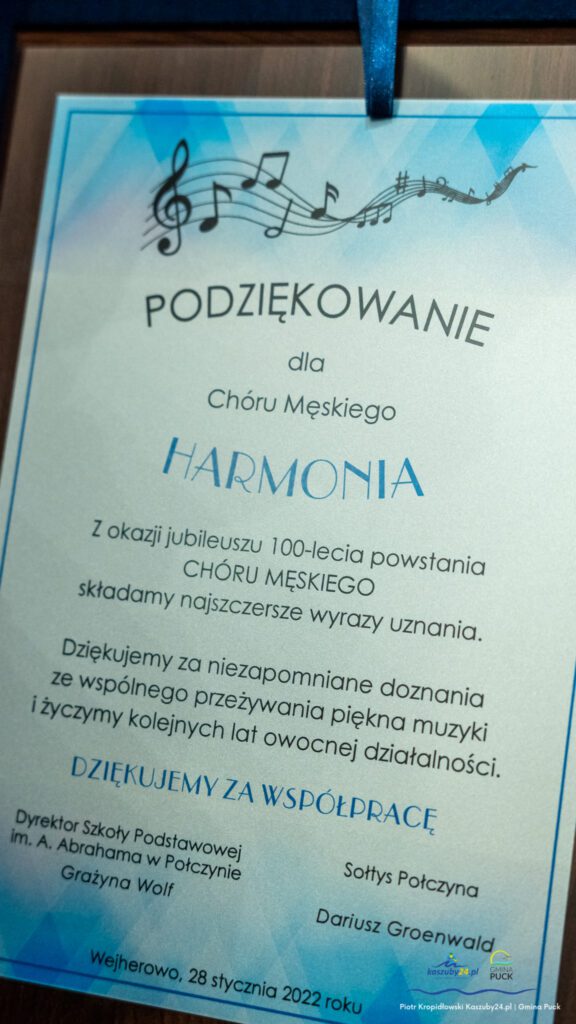 PODZIĘKOWANIE
dla
Chóru Męskiego
HARMONIA
Z okazji jubileuszu 100-lecia powstania
CHÓRU MĘSKIEGO
składamy najszczersze wyrazy uznania.
Dziękujemy za niezapomniane doznania
ze wspólnego przeżywania piękna muzyki
i życzymy kolejnych lat owocnej działalności.
DZIĘKUJEMY ZA WSPÓŁPRACĘ
Dyrektor Szkoły Podstawowej
im. A. Abrahama w Połczynie
Grażyna Wolf
Sołtys Połczyna
Dariusz Groenwald
Wejherowo, 28 stycznia 2022 roku
kaszuby24.pl
GMINA
PUCK
Piotr Kropidłowski Kaszuby24.pl | Gmina Puck